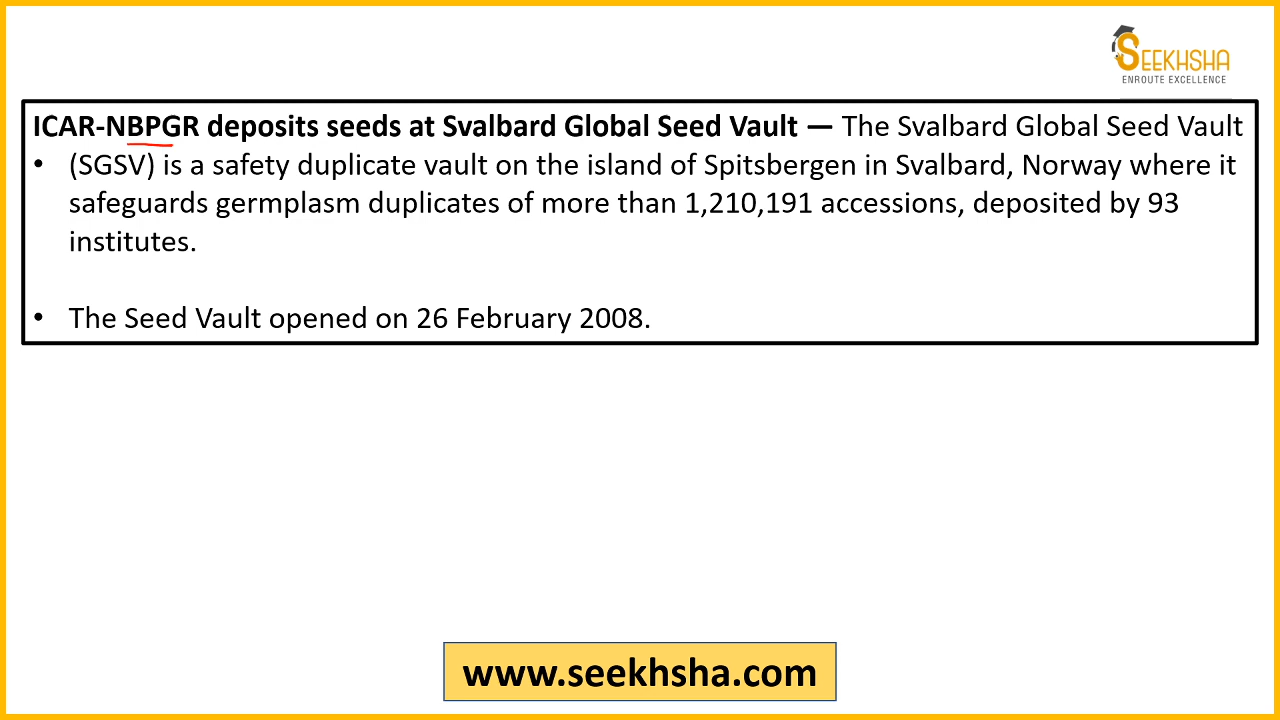 SEEKHSHA
ENROUTE EXCELLENCE
ICAR-NBPGR deposits seeds at Svalbard Global Seed Vault — The Svalbard Global Seed Vault
• (SGSV) is a safety duplicate vault on the island of Spitsbergen in Svalbard, Norway where it
safeguards germplasm duplicates of more than 1,210,191 accessions, deposited by 93
institutes.
• The Seed Vault opened on 26 February 2008.
www.seekhsha.com